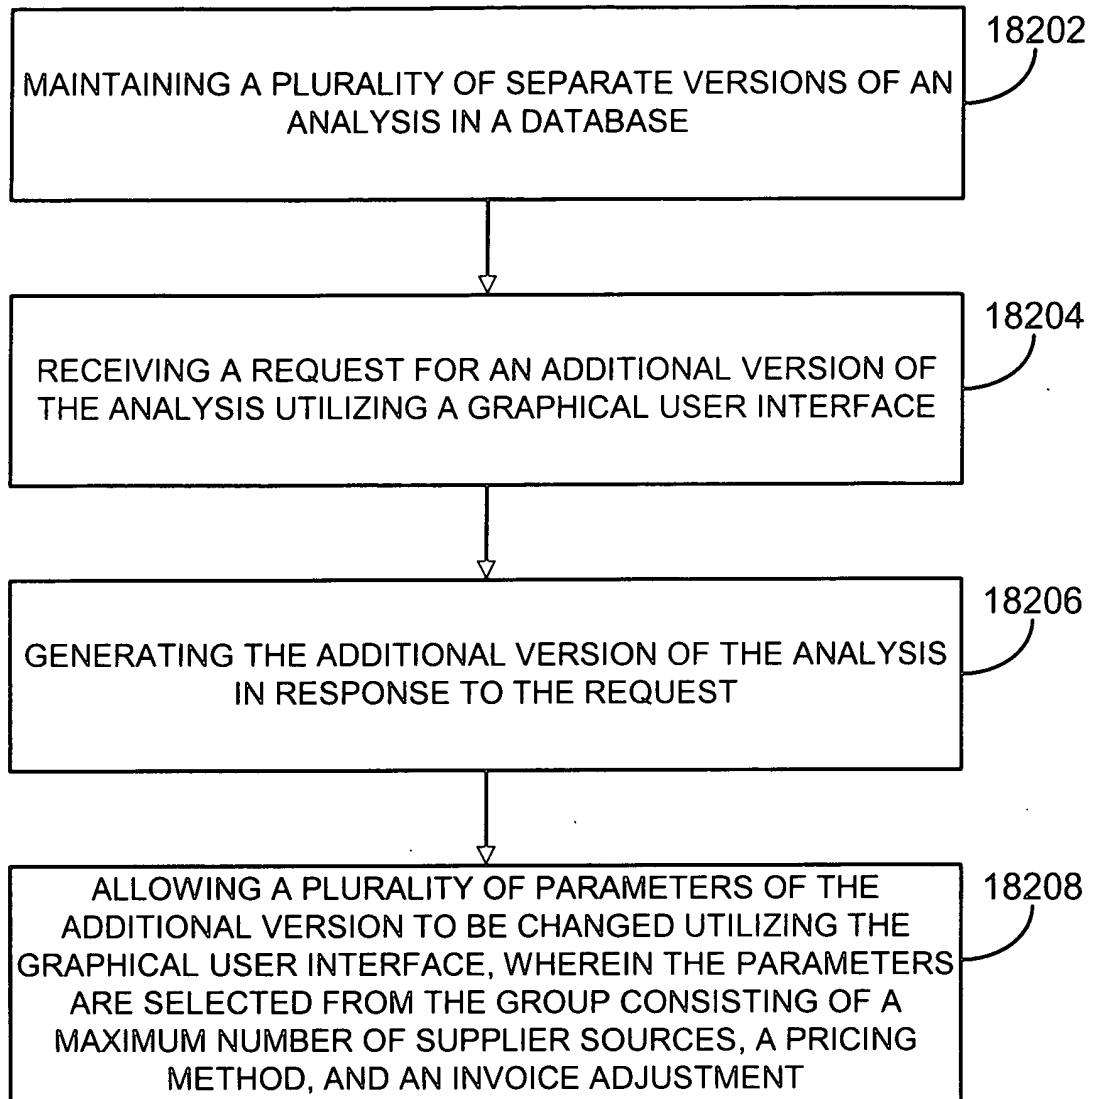 18202
MAINTAINING A PLURALITY OF SEPARATE VERSIONS OF AN
ANALYSIS IN A DATABASE
18204
RECEIVING A REQUEST FOR AN ADDITIONAL VERSION OF
THE ANALYSIS UTILIZING A GRAPHICAL USER INTERFACE
18206
GENERATING THE ADDITIONAL VERSION OF THE ANALYSIS
IN RESPONSE TO THE REQUEST
18208
ALLOWING A PLURALITY OF PARAMETERS OF THE
ADDITIONAL VERSION TO BE CHANGED UTILIZING THE
GRAPHICAL USER INTERFACE, WHEREIN THE PARAMETERS
ARE SELECTED FROM THE GROUP CONSISTING OF A
MAXIMUM NUMBER OF SUPPLIER SOURCES, A PRICING
METHOD, AND AN INVOICE ADJUSTMENT